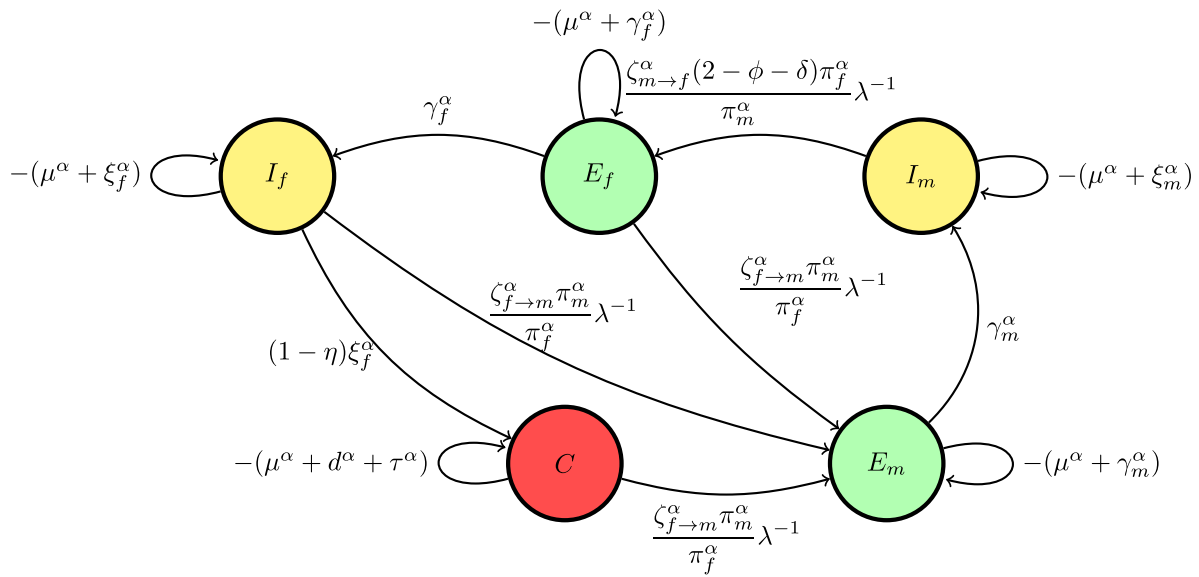 −(μ^α + γ_f^α)
ζ_{m→f}^α(2 − ϕ − δ)π_f^α
π_m^α
λ^{−1}
γ_f^α
−(μ^α + ξ_f^α)
I_f
E_f
I_m
−(μ^α + ξ_m^α)
ζ_{f→m}^α π_m^α
π_f^α
λ^{−1}
ζ_{f→m}^α π_m^α
π_f^α
λ^{−1}
γ_m^α
(1 − η)ξ_f^α
−(μ^α + d^α + τ^α)
C
E_m
−(μ^α + γ_m^α)
ζ_{f→m}^α π_m^α
π_f^α
λ^{−1}